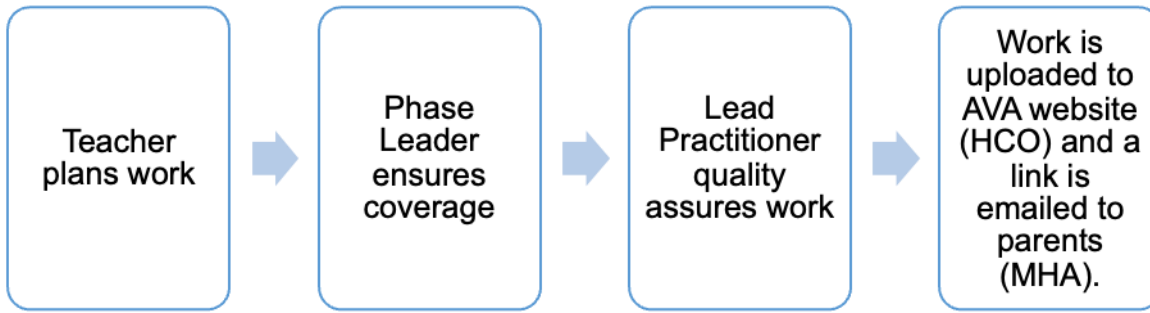 Teacher
plans work
Phase
Leader
ensures
coverage
Lead
Practitioner
quality
assures work
Work is
uploaded to
AVA website
(HCO) and a
link is
emailed to
parents
(MHA).